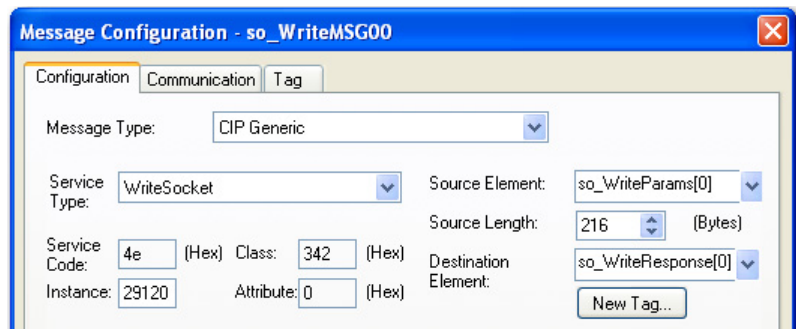 Message Configuration - so_WriteMSG00
Configuration Communication Tag
Message Type: CIP Generic
Service Type: WriteSocket
Source Element: so_WriteParams[0]
Source Length: 216 (Bytes)
Service Code: 4e (Hex) Class: 342 (Hex)
Destination Element: so_WriteResponse[0]
Instance: 29120 Attribute: 0 (Hex)
New Tag...